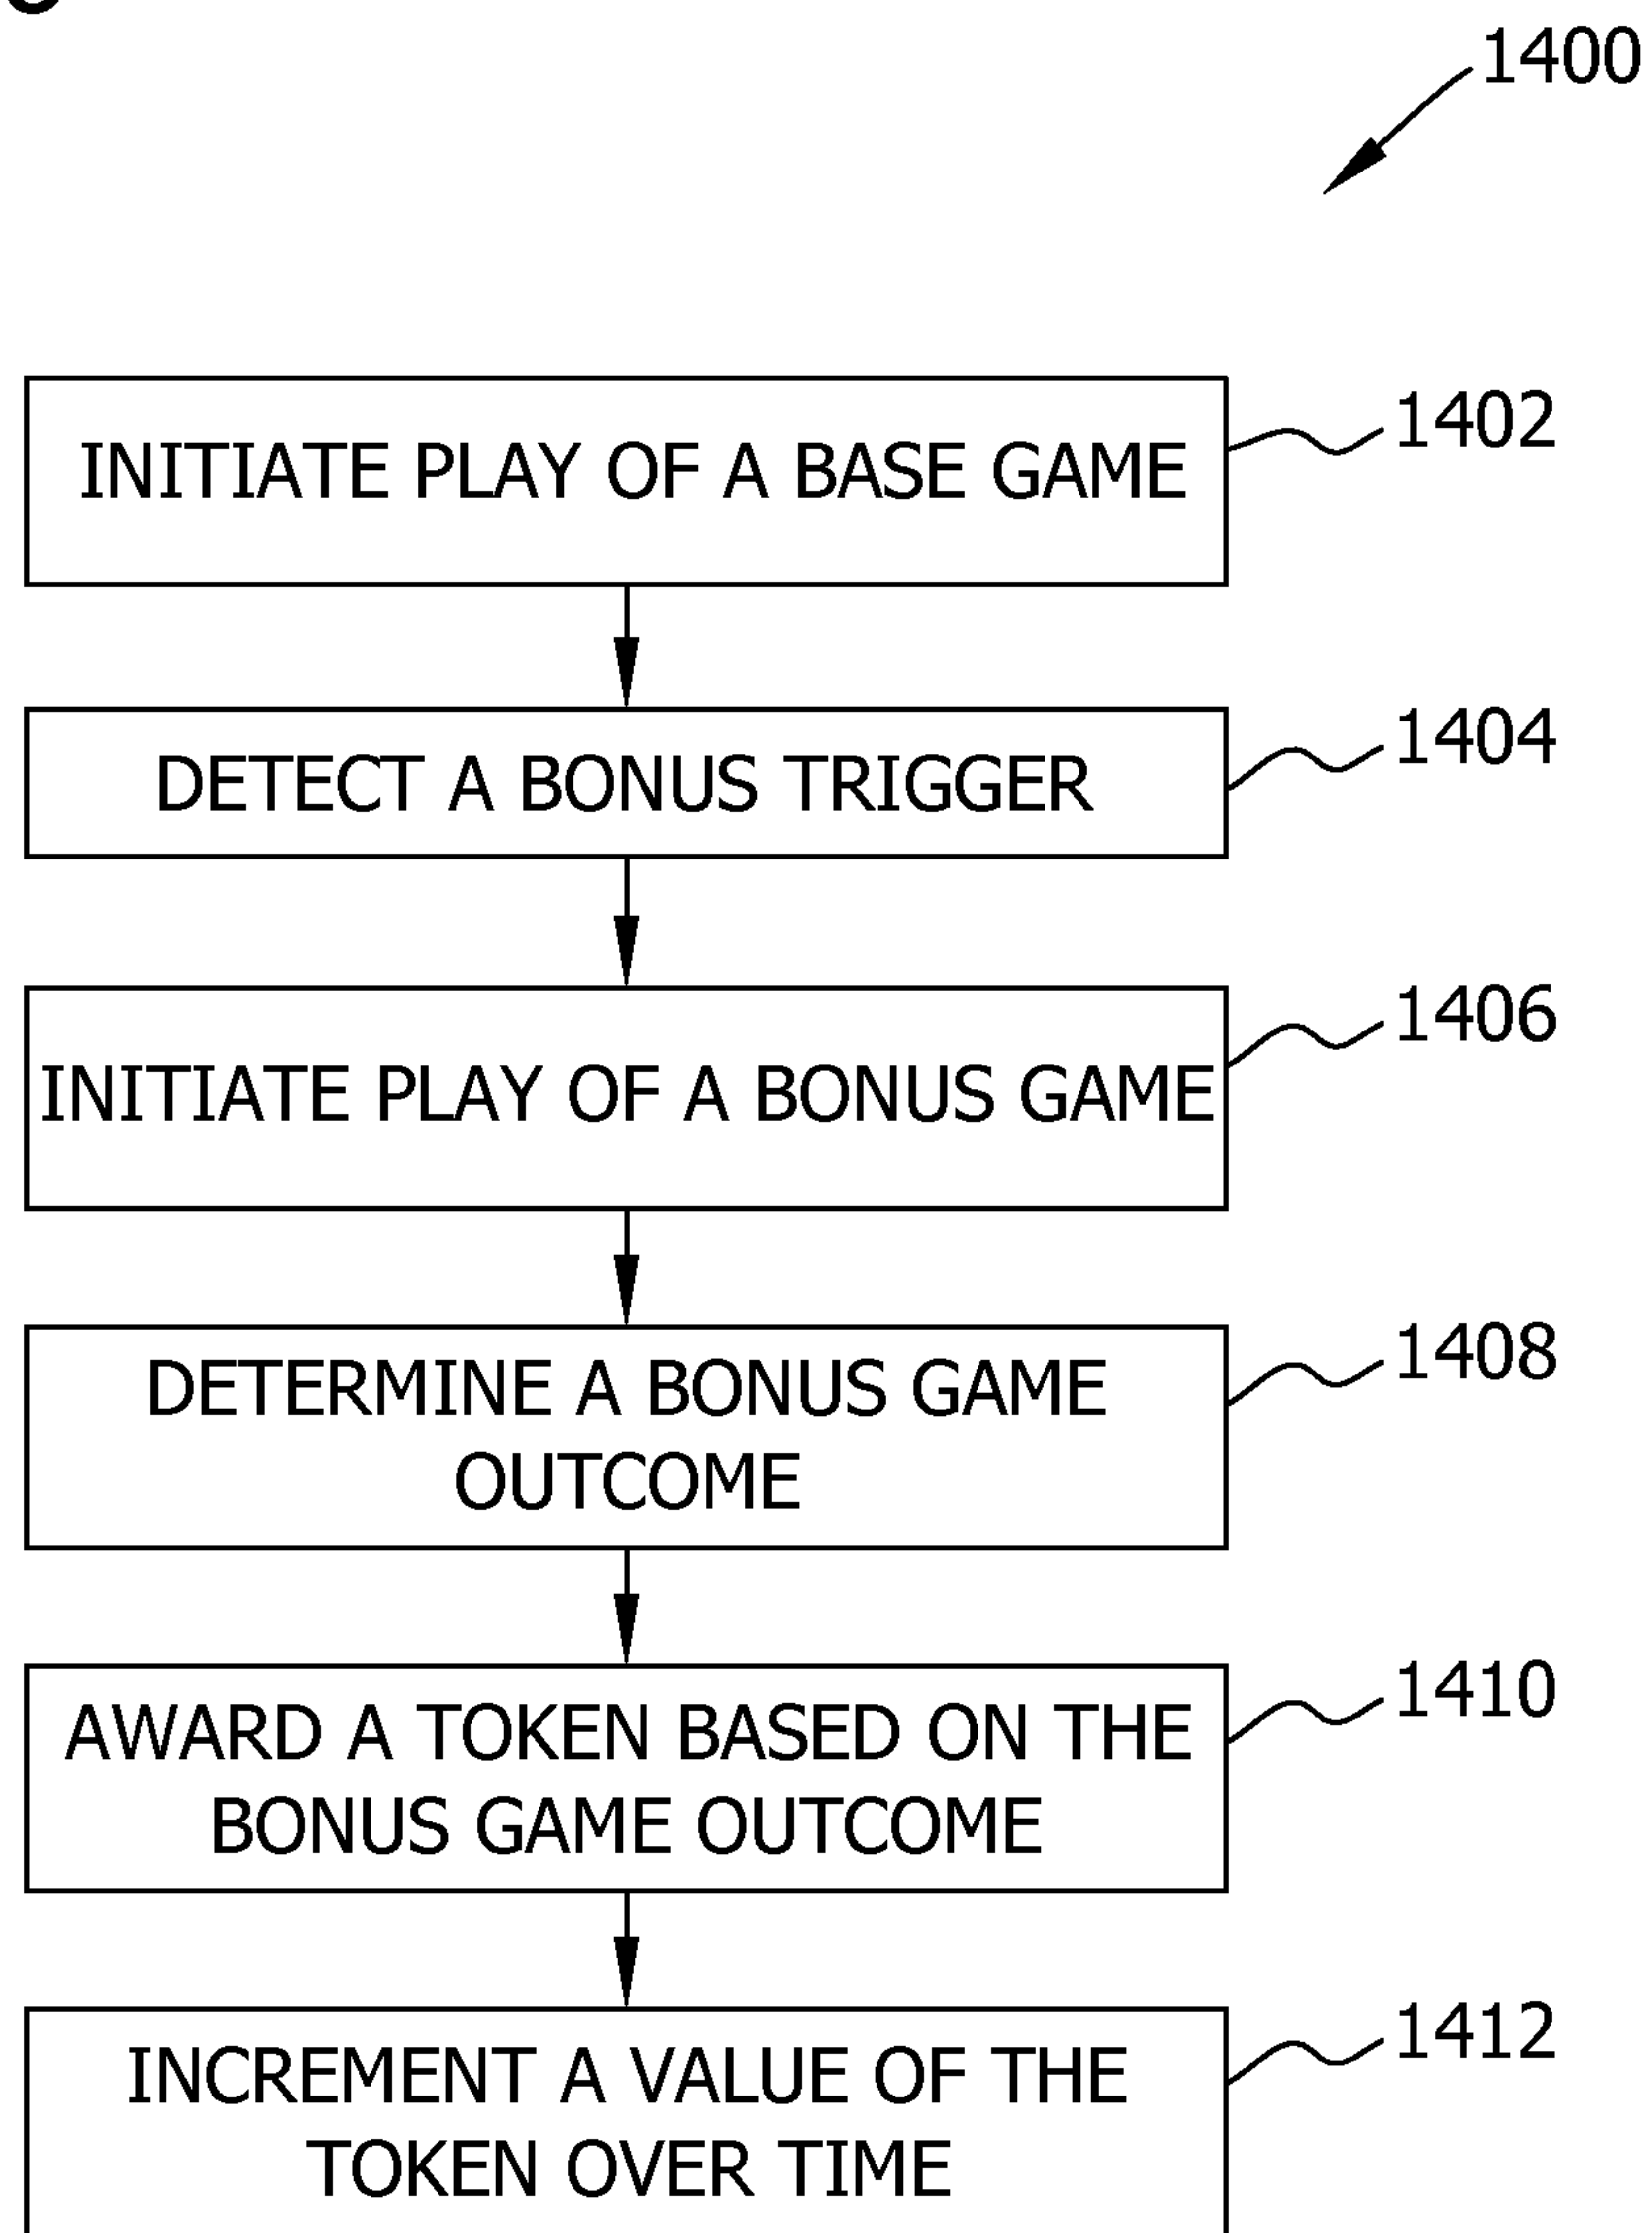 1400
INITIATE PLAY OF A BASE GAME
1402
DETECT A BONUS TRIGGER
1404
INITIATE PLAY OF A BONUS GAME
1406
DETERMINE A BONUS GAME
OUTCOME
1408
AWARD A TOKEN BASED ON THE
BONUS GAME OUTCOME
1410
INCREMENT A VALUE OF THE
TOKEN OVER TIME
1412